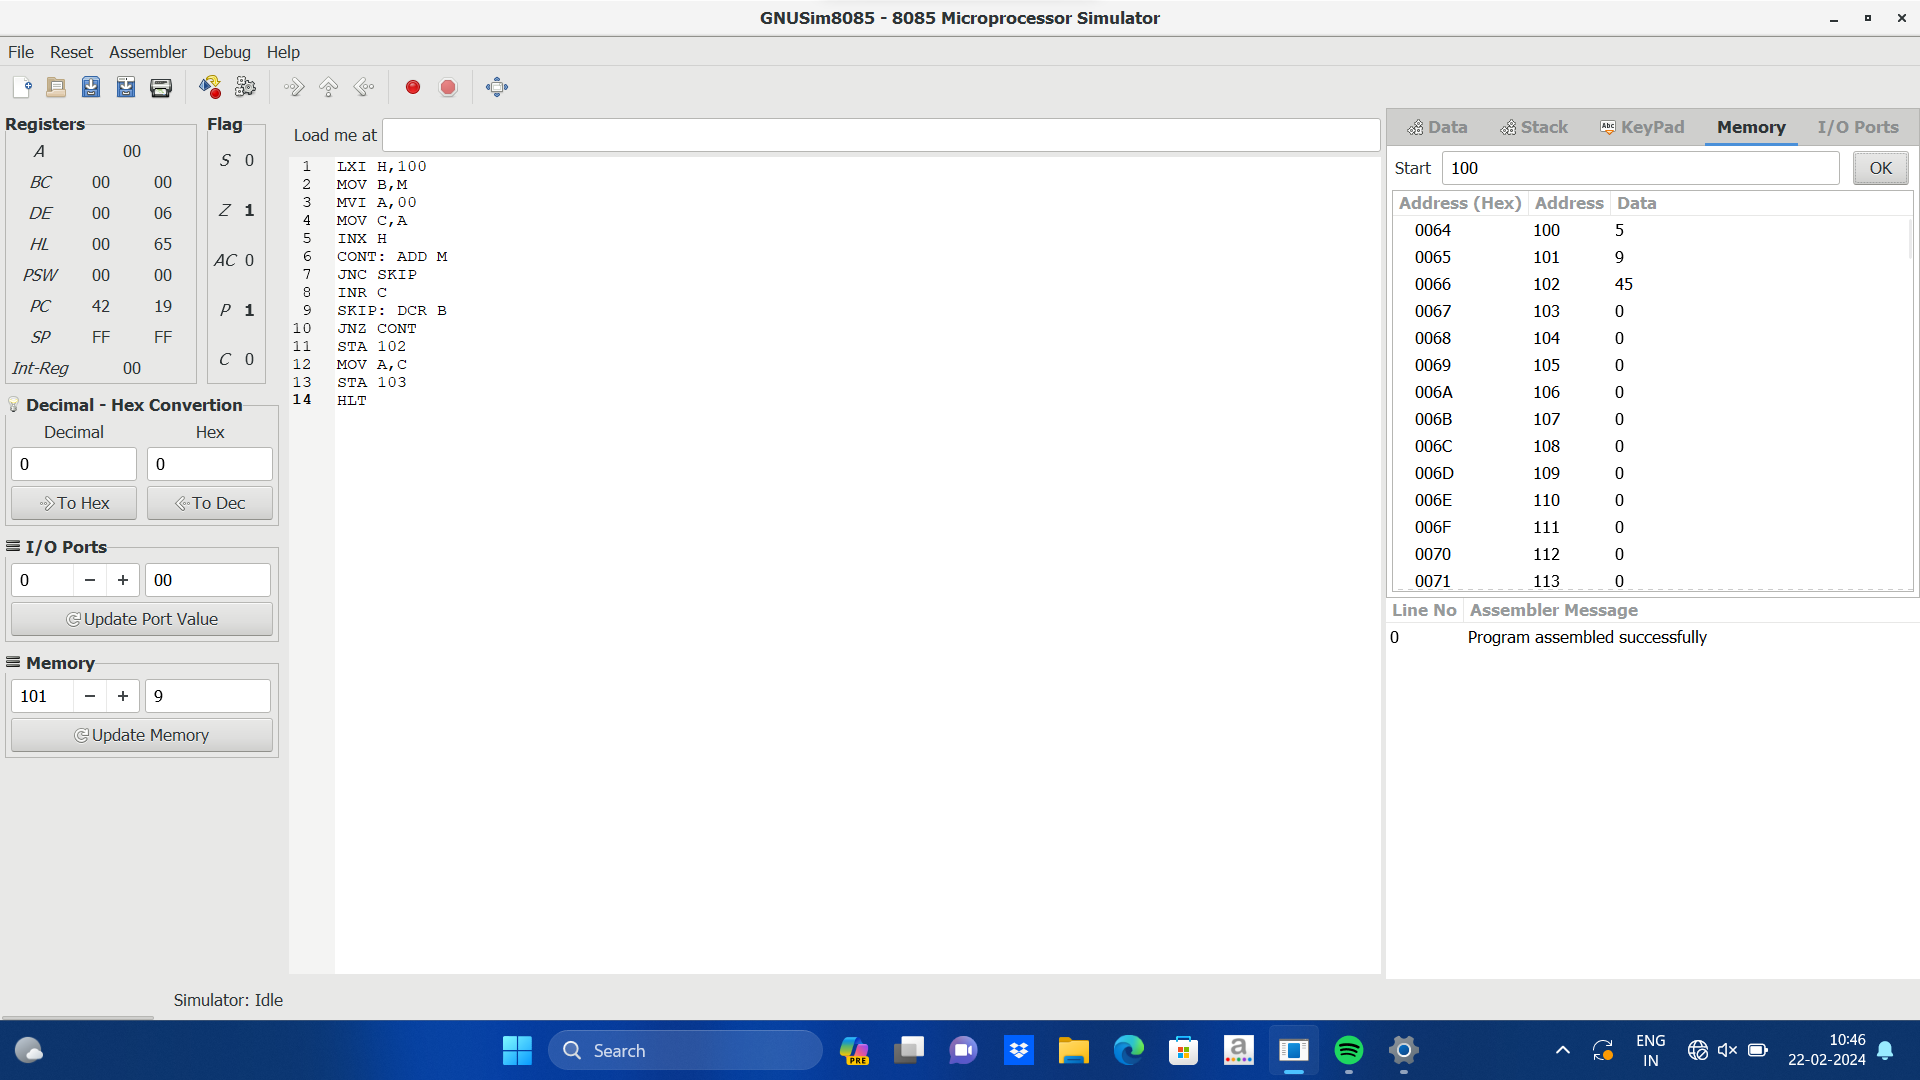 GNUSim8085 - 8085 Microprocessor Simulator
File Reset Assembler Debug Help
Registers
A 00
BC 00 00
DE 00 06
HL 00 65
PSW 00 00
PC 42 19
SP FF FF
Int-Reg 00
Flag
S 0
Z 1
AC 0
P 1
C 0
Decimal - Hex Convertion
Decimal Hex
0 0
To Hex To Dec
I/O Ports
0 − + 00
Update Port Value
Memory
101 − + 9
Update Memory
Load me at
1 LXI H,100
2 MOV B,M
3 MVI A,00
4 MOV C,A
5 INX H
6 CONT: ADD M
7 JNC SKIP
8 INR C
9 SKIP: DCR B
10 JNZ CONT
11 STA 102
12 MOV A,C
13 STA 103
14 HLT
Data Stack Abc KeyPad Memory I/O Ports
Start 100 OK
Address (Hex) Address Data
0064 100 5
0065 101 9
0066 102 45
0067 103 0
0068 104 0
0069 105 0
006A 106 0
006B 107 0
006C 108 0
006D 109 0
006E 110 0
006F 111 0
0070 112 0
0071 113 0
Line No Assembler Message
0 Program assembled successfully
Simulator: Idle
Search
PRE
a
ENG
IN
10:46
22-02-2024